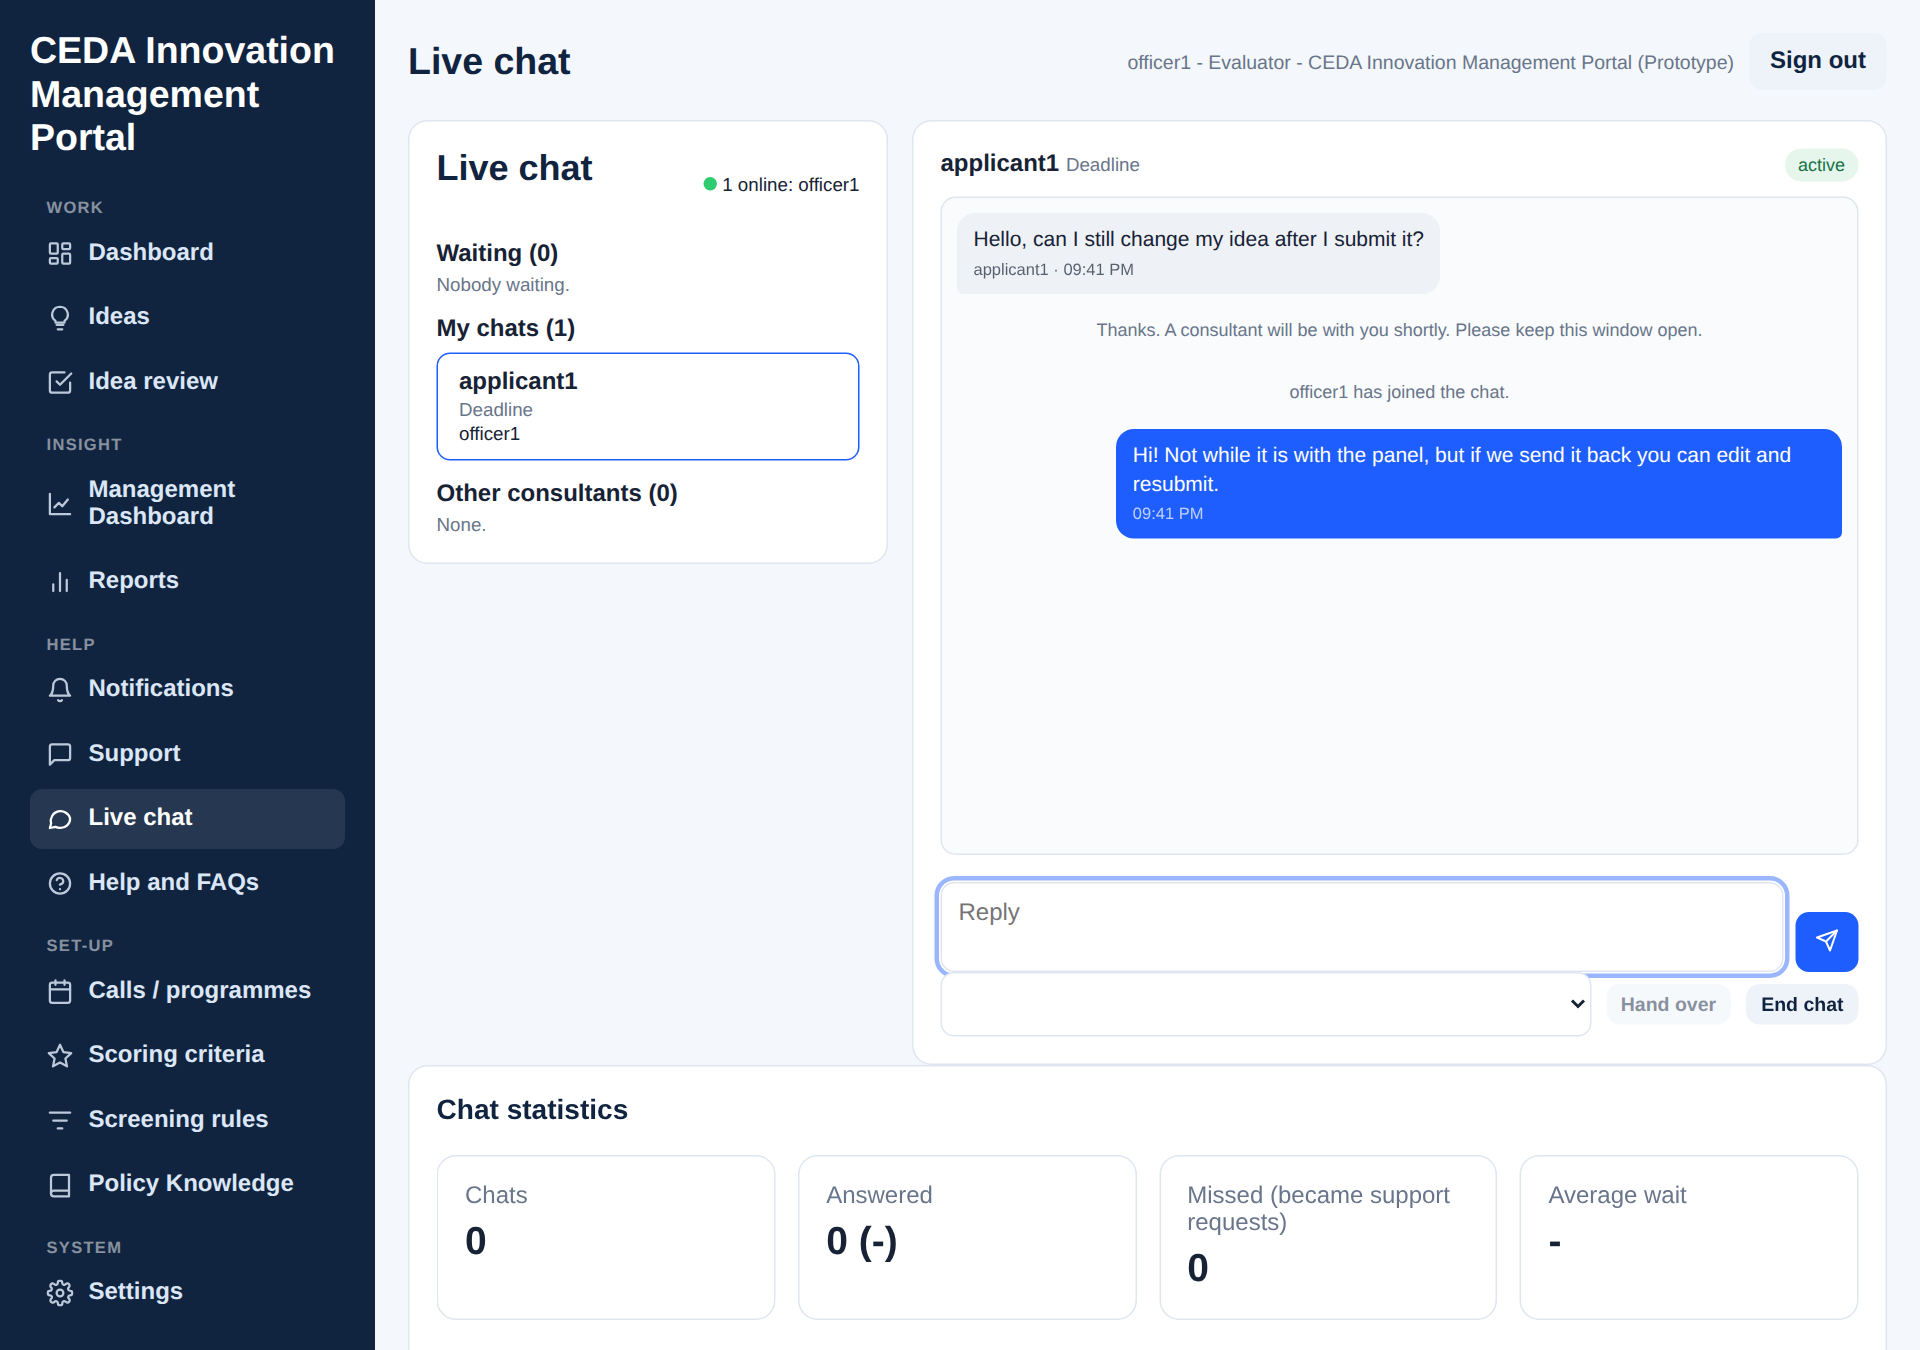 CEDA Innovation
Management
Portal
WORK
Dashboard
Ideas
Idea review
INSIGHT
Management
Dashboard
Reports
HELP
Notifications
Support
Live chat
Help and FAQs
SET-UP
Calls / programmes
Scoring criteria
Screening rules
Policy Knowledge
SYSTEM
Settings
Live chat
officer1 - Evaluator - CEDA Innovation Management Portal (Prototype)
Sign out
Live chat
1 online: officer1
Waiting (0)
Nobody waiting.
My chats (1)
applicant1
Deadline
officer1
Other consultants (0)
None.
applicant1 Deadline
active
Hello, can I still change my idea after I submit it?
applicant1 · 09:41 PM
Thanks. A consultant will be with you shortly. Please keep this window open.
officer1 has joined the chat.
Hi! Not while it is with the panel, but if we send it back you can edit and
resubmit.
09:41 PM
Reply
Hand over
End chat
Chat statistics
Chats
0
Answered
0 (-)
Missed (became support
requests)
0
Average wait
-